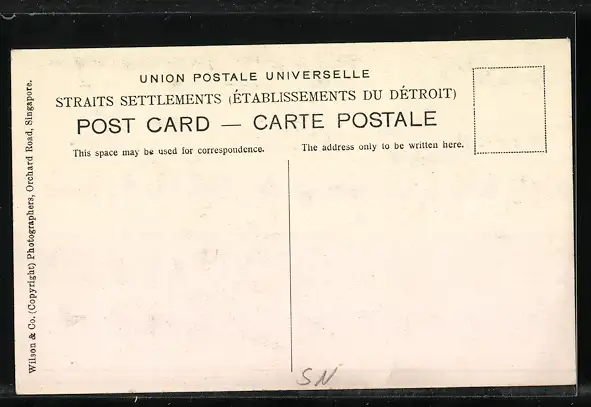 UNION POSTALE UNIVERSELLE
STRAITS SETTLEMENTS (ÉTABLISSEMENTS DU DÉTROIT)
POST CARD — CARTE POSTALE
This space may be used for correspondence.
The address only to be written here.
Wilson & Co. (Copyright) Photographers, Orchard Road, Singapore.
SN